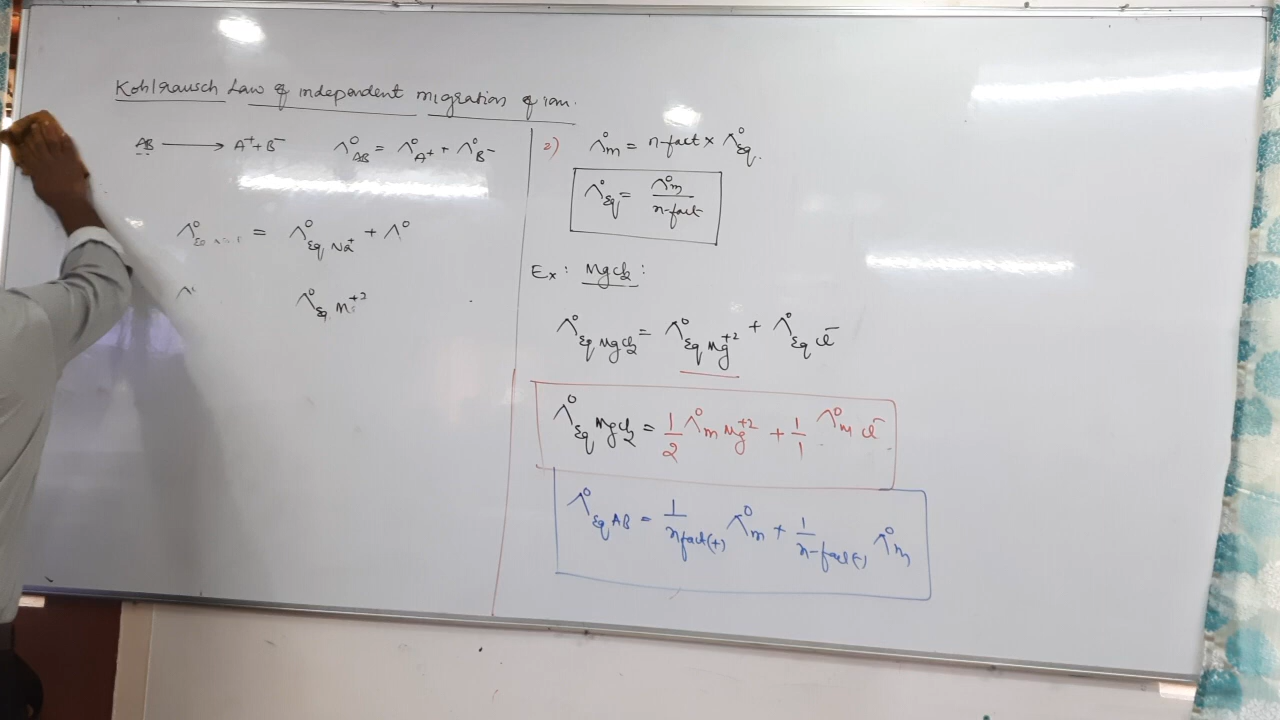 Kohlrausch Law of independent migration of ion.
AB ⟶ A⁺ + B⁻ Λ°AB = Λ°A⁺ + Λ°B⁻
Λ°Eq = Λ°Eq Na⁺ + Λ°
Λ° Λ°Eq M⁺²
2) Λ°m = n-fact × Λ°Eq.
Λ°Eq = Λ°m / n-fact
Ex: MgCl₂:
Λ°Eq MgCl₂ = Λ°Eq Mg⁺² + Λ°Eq Cl⁻
Λ°Eq MgCl₂ = 1/2 Λ°m Mg⁺² + 1/1 Λ°m Cl⁻
Λ°Eq AB = 1/nfact(+) Λ°m + 1/n-fact(-) Λ°m